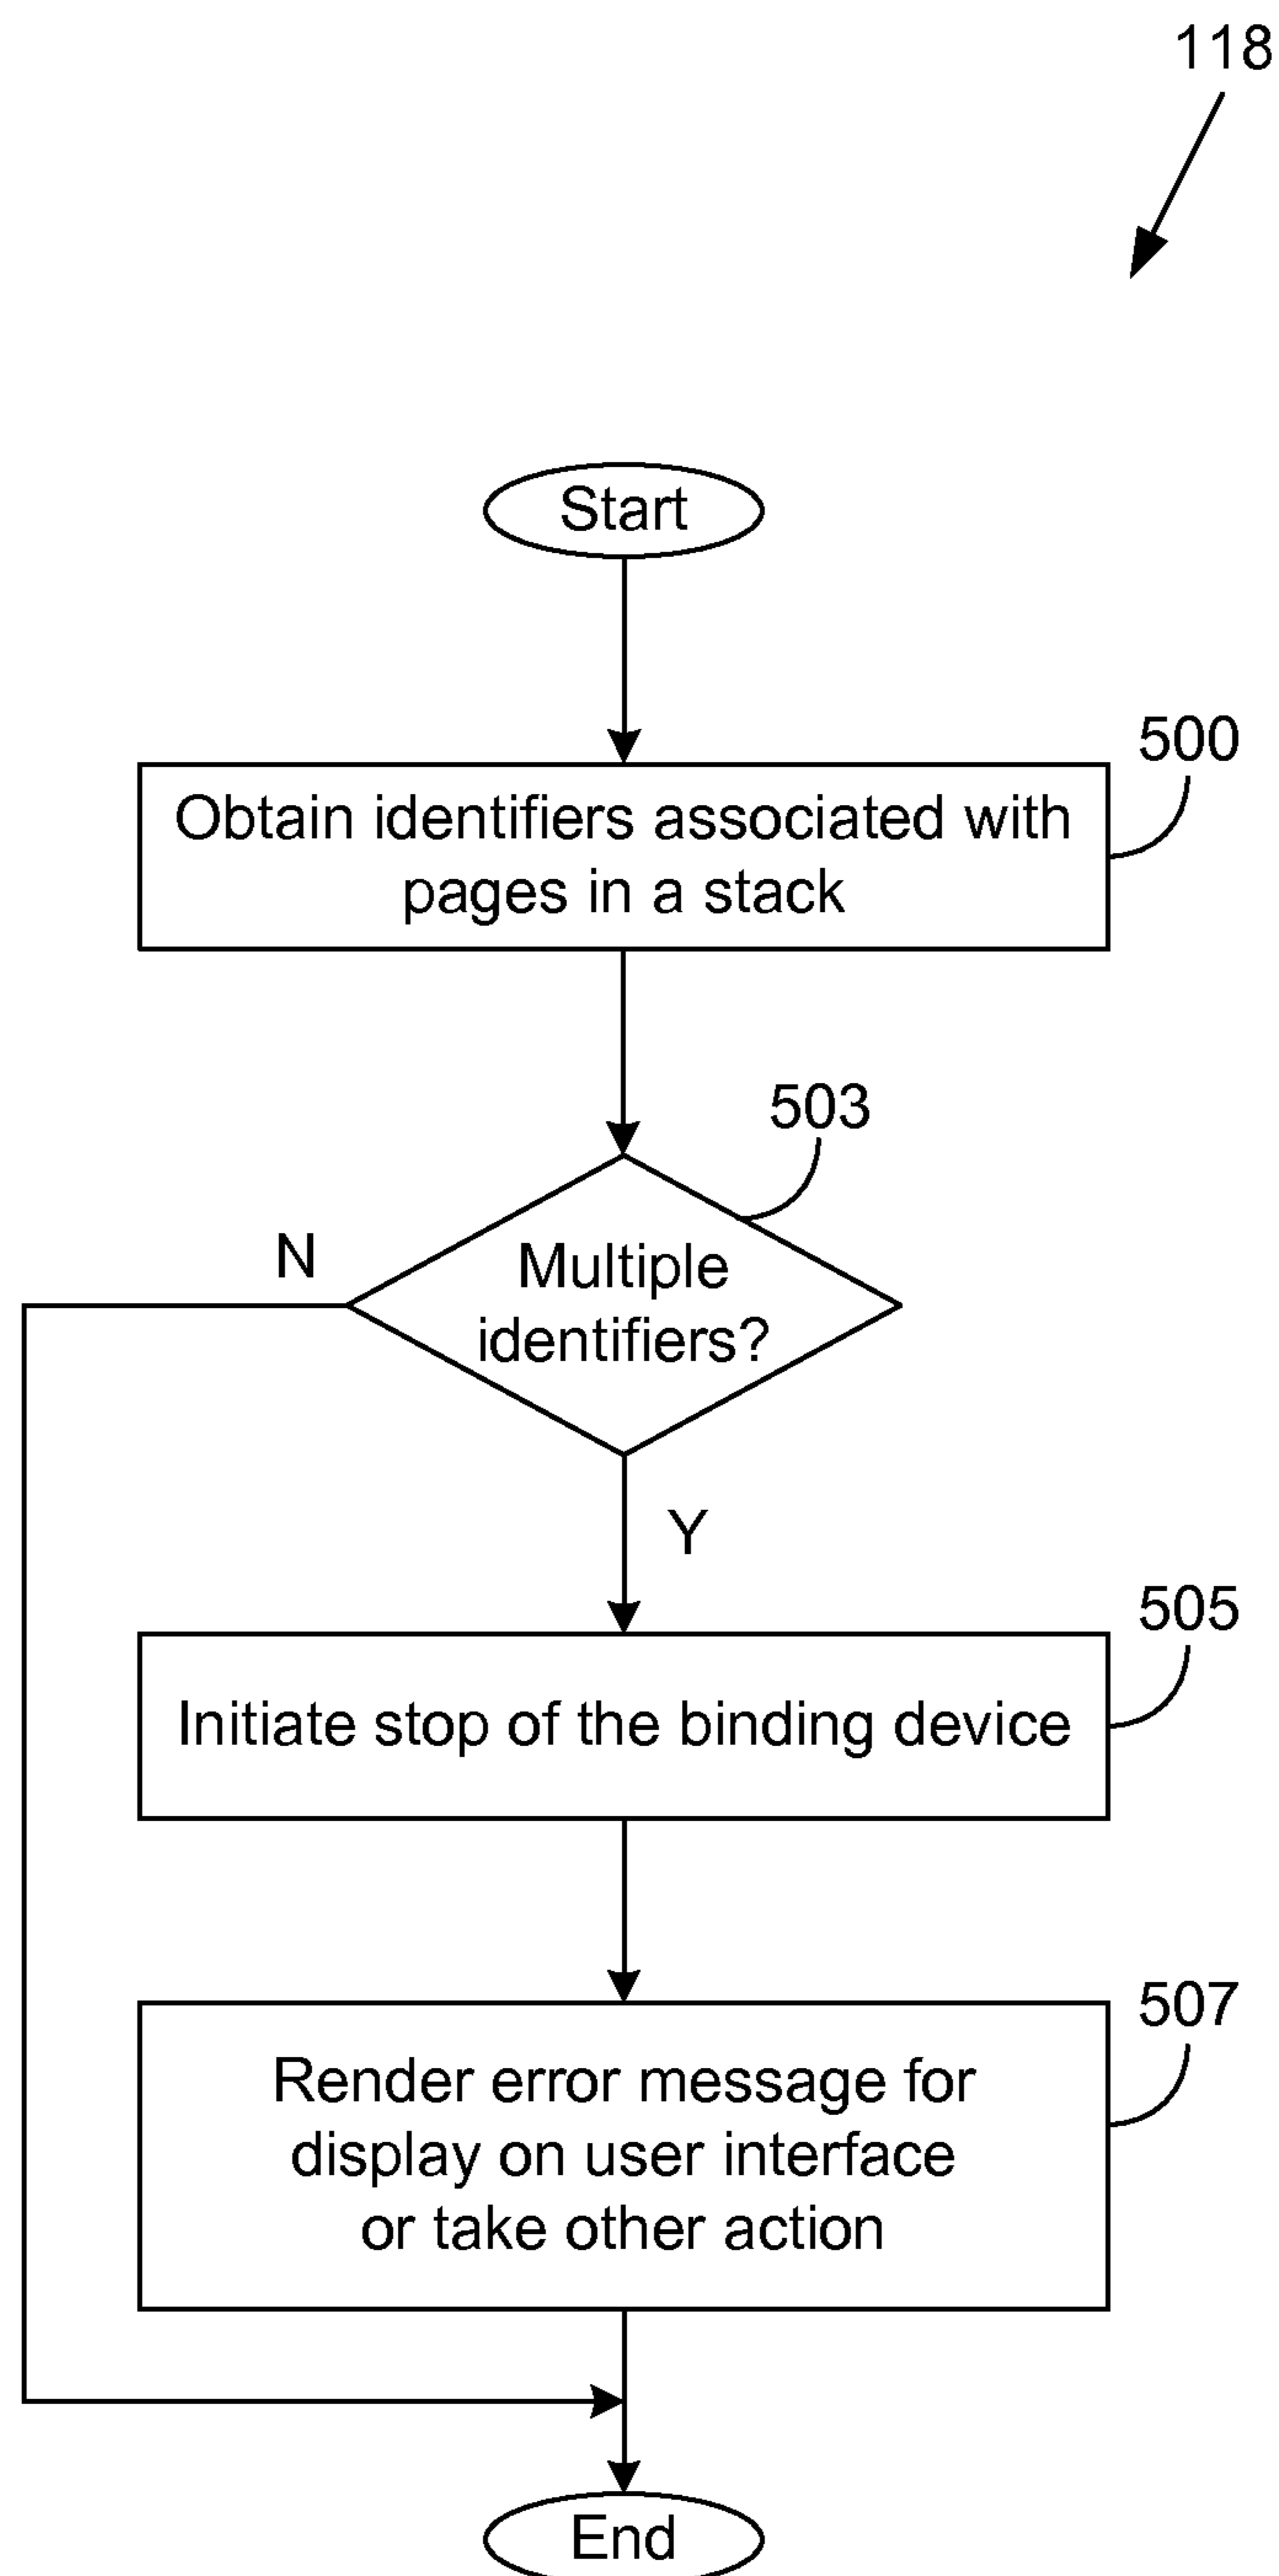 118
Start
500
Obtain identifiers associated with
pages in a stack
503
N
Multiple
identifiers?
Y
505
Initiate stop of the binding device
507
Render error message for
display on user interface
or take other action
End